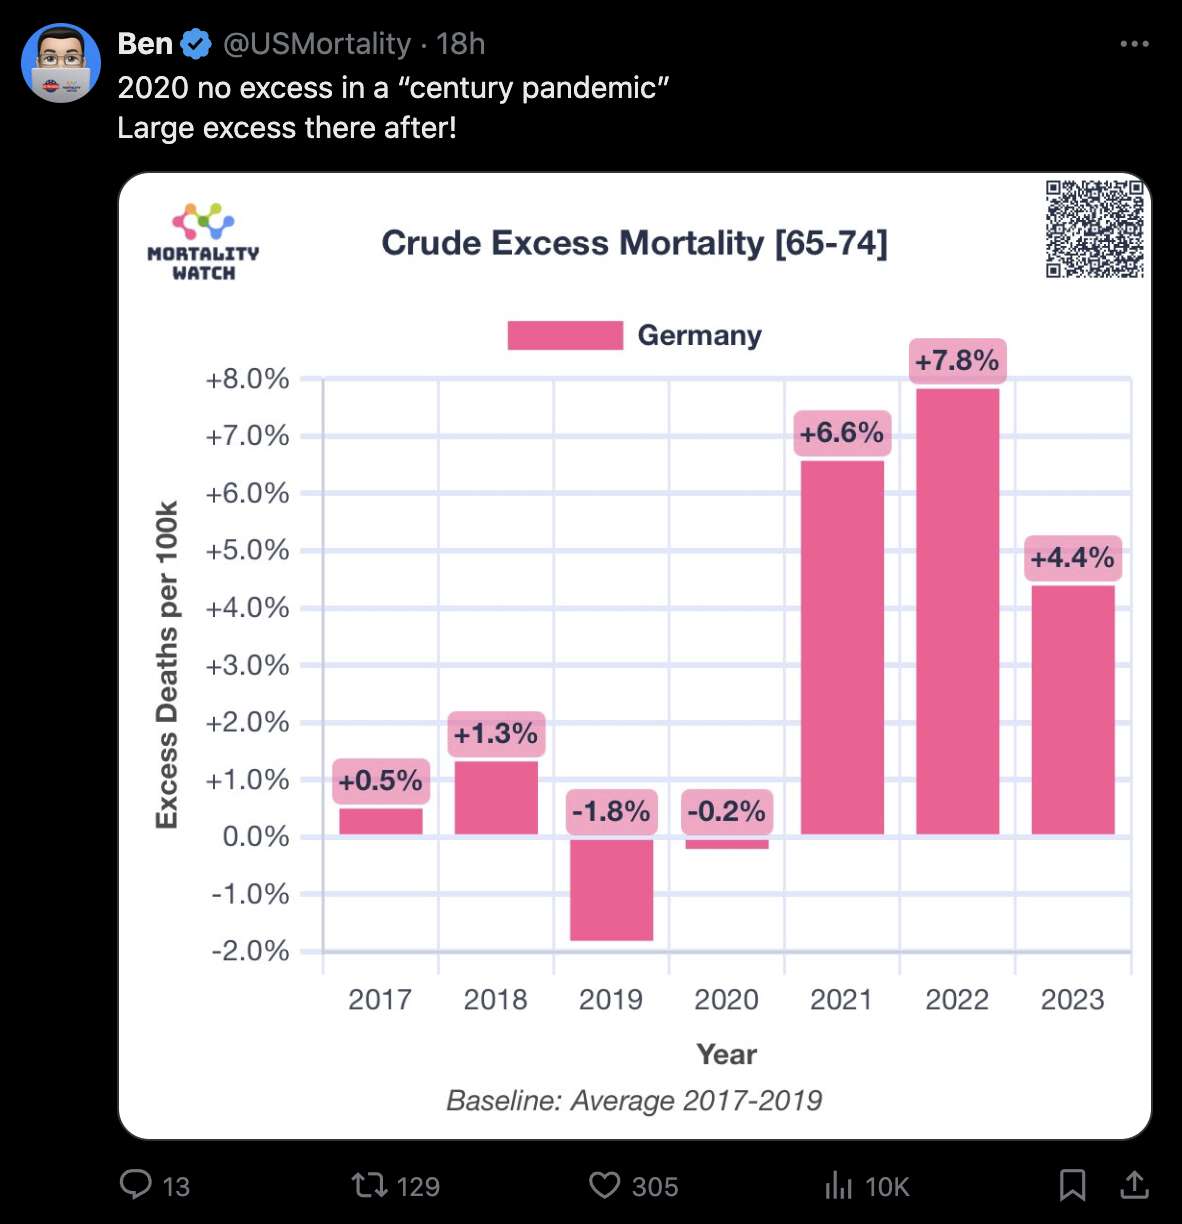 Ben @USMortality · 18h
2020 no excess in a “century pandemic”
Large excess there after!
MORTALITY
WATCH
Crude Excess Mortality [65-74]
Germany
Excess Deaths per 100k
+8.0%
+7.0%
+6.0%
+5.0%
+4.0%
+3.0%
+2.0%
+1.0%
0.0%
-1.0%
-2.0%
+0.5%
+1.3%
-1.8%
-0.2%
+6.6%
+7.8%
+4.4%
2017 2018 2019 2020 2021 2022 2023
Year
Baseline: Average 2017-2019
13 129 305 10K